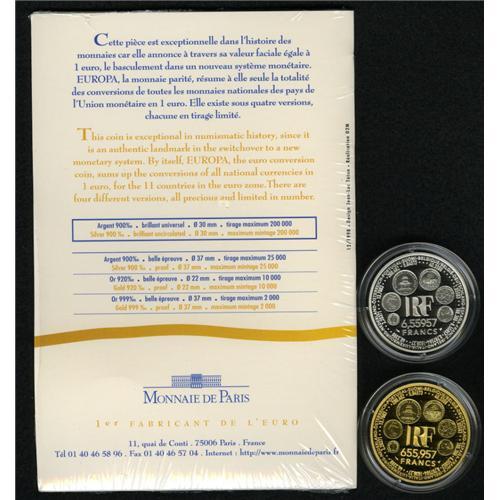 Cette pièce est exceptionnelle dans l'histoire des
monnaies car elle annonce à travers sa valeur faciale égale à
1 euro, le basculement dans un nouveau système monétaire.
EUROPA, la monnaie parité, résume à elle seule la totalité
des conversions de toutes les monnaies nationales des pays de
l'Union monétaire en 1 euro. Elle existe sous quatre versions,
chacune en tirage limité.
This coin is exceptional in numismatic history, since it
is an authentic landmark in the switchover to a new
monetary system. By itself, EUROPA, the euro conversion
coin, sums up the conversions of all national currencies in
1 euro, for the 11 countries in the euro zone. There are
four different versions, all precious and limited in number.
Argent 900‰ • brillant universel • Ø 30 mm • tirage maximum 200 000
Silver 900 ‰ • brilliant uncirculated • Ø 30 mm • maximum mintage 200 000
Argent 900‰ • belle épreuve • Ø 37 mm • tirage maximum 25 000
Silver 900 ‰ • proof • Ø 37 mm • maximum mintage 25 000
Or 920‰ • belle épreuve • Ø 22 mm • tirage maximum 10 000
Gold 920 ‰ • proof • Ø 22 mm • maximum mintage 10 000
Or 999‰ • belle épreuve • Ø 37 mm • tirage maximum 2 000
Gold 999 ‰ • proof • Ø 37 mm • maximum mintage 2 000
MONNAIE DE PARIS
1er FABRICANT DE L'EURO
11, quai de Conti . 75006 Paris . France
Tél 01 40 46 58 96 . Fax 01 40 46 57 04 . Internet : http://www.monnaiedeparis.fr
12/1998 - Design Jean-Luc
RF
6,55957
FRANCS
RF
655,957
FRANCS